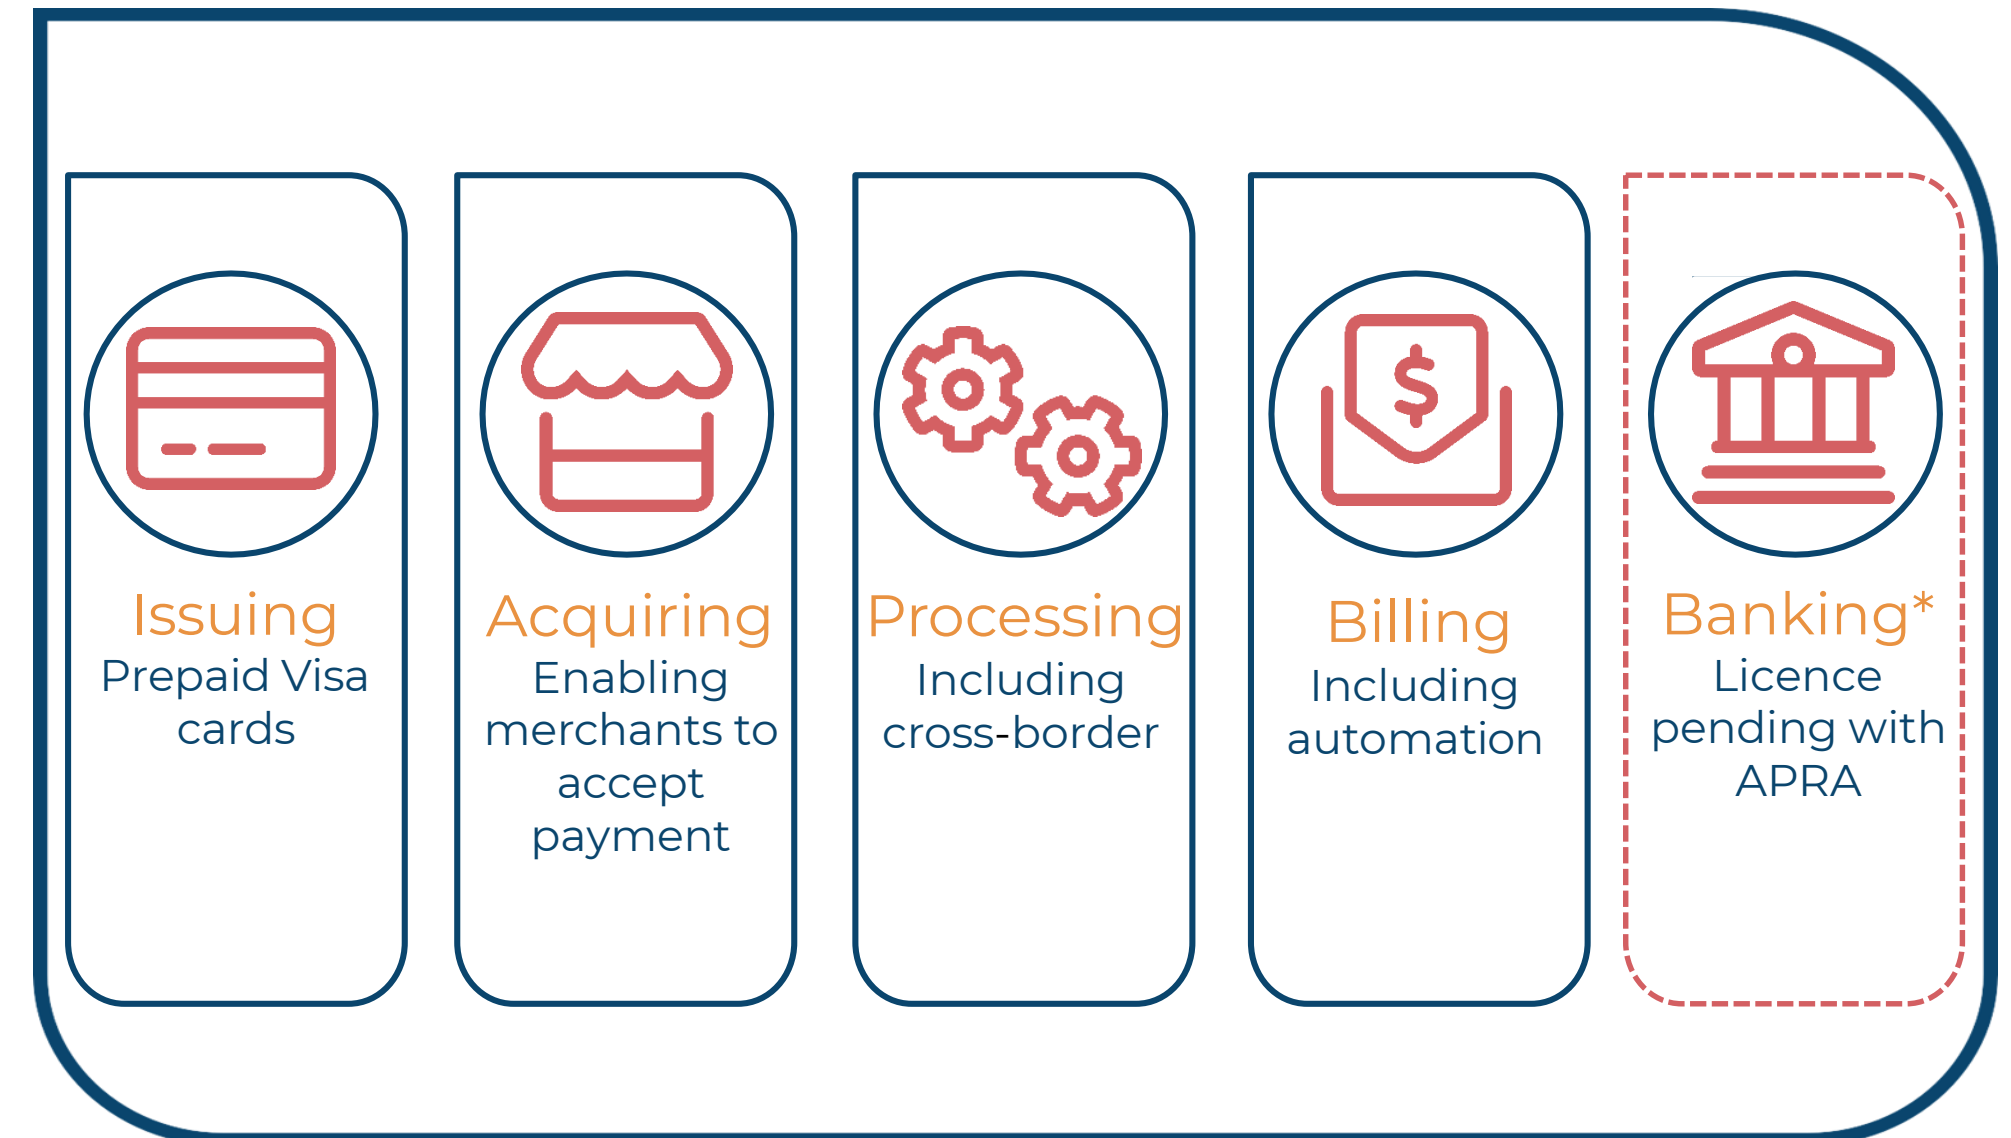 Issuing
Prepaid Visa
cards
Acquiring
Enabling
merchants to
accept
payment
Processing
Including
cross-border
$
Billing
Including
automation
Banking*
Licence
pending with
APRA